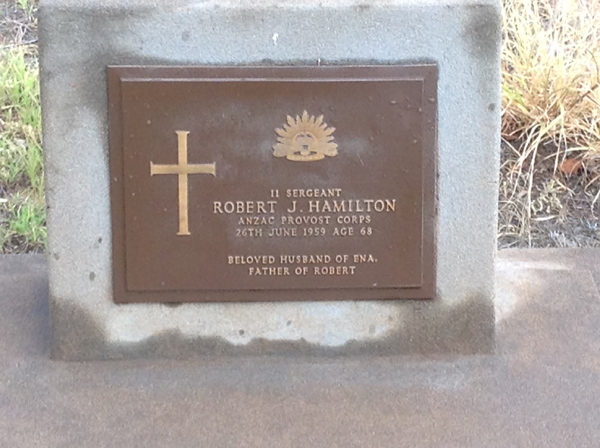 11 SERGEANT
ROBERT J. HAMILTON
ANZAC PROVOST CORPS
26TH JUNE 1959 AGE 68
BELOVED HUSBAND OF ENA.
FATHER OF ROBERT